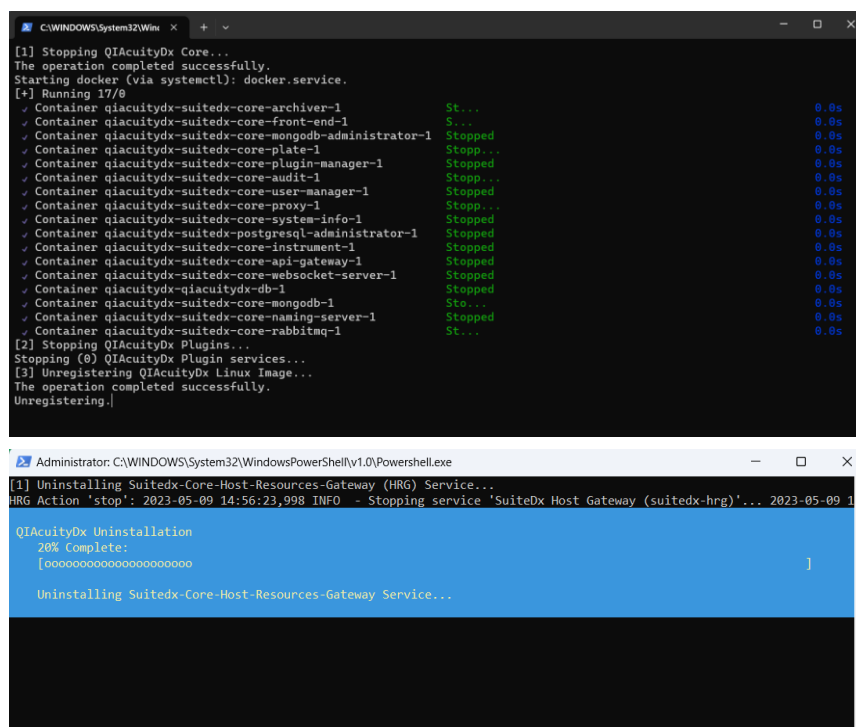 C:\WINDOWS\System32\Wind
[1] Stopping QIAcuityDx Core...
The operation completed successfully.
Starting docker (via systemctl): docker.service.
[+] Running 17/0
✓ Container qiacuitydx-suitedx-core-archiver-1 St... 0.0s
✓ Container qiacuitydx-suitedx-core-front-end-1 S... 0.0s
✓ Container qiacuitydx-suitedx-core-mongodb-administrator-1 Stopped 0.0s
✓ Container qiacuitydx-suitedx-core-plate-1 Stopp... 0.0s
✓ Container qiacuitydx-suitedx-core-plugin-manager-1 Stopped 0.0s
✓ Container qiacuitydx-suitedx-core-audit-1 Stopp... 0.0s
✓ Container qiacuitydx-suitedx-core-user-manager-1 Stopped 0.0s
✓ Container qiacuitydx-suitedx-core-proxy-1 Stopp... 0.0s
✓ Container qiacuitydx-suitedx-core-system-info-1 Stopped 0.0s
✓ Container qiacuitydx-suitedx-postgresql-administrator-1 Stopped 0.0s
✓ Container qiacuitydx-suitedx-core-instrument-1 Stopped 0.0s
✓ Container qiacuitydx-suitedx-core-api-gateway-1 Stopped 0.0s
✓ Container qiacuitydx-suitedx-core-websocket-server-1 Stopped 0.0s
✓ Container qiacuitydx-qiacuitydx-db-1 Stopped 0.0s
✓ Container qiacuitydx-suitedx-core-mongodb-1 Sto... 0.0s
✓ Container qiacuitydx-suitedx-core-naming-server-1 Stopped 0.0s
✓ Container qiacuitydx-suitedx-core-rabbitmq-1 St... 0.0s
[2] Stopping QIAcuityDx Plugins...
Stopping (0) QIAcuityDx Plugin services...
[3] Unregistering QIAcuityDx Linux Image...
The operation completed successfully.
Unregistering.
Administrator: C:\WINDOWS\System32\WindowsPowerShell\v1.0\Powershell.exe
[1] Uninstalling Suitedx-Core-Host-Resources-Gateway (HRG) Service...
HRG Action 'stop': 2023-05-09 14:56:23,998 INFO - Stopping service 'SuiteDx Host Gateway (suitedx-hrg)'... 2023-05-09 1
QIAcuityDx Uninstallation
20% Complete:
[ooooooooooooooooooooo ]
Uninstalling Suitedx-Core-Host-Resources-Gateway Service...